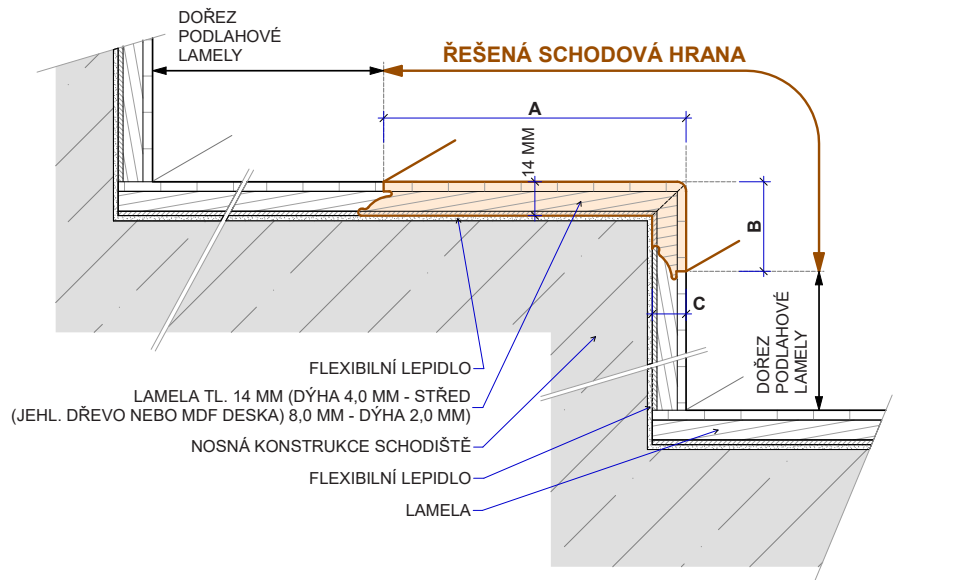 DOŘEZ
PODLAHOVÉ
LAMELY
ŘEŠENÁ SCHODOVÁ HRANA
A
14 MM
B
C
DOŘEZ
PODLAHOVÉ
LAMELY
FLEXIBILNÍ LEPIDLO
LAMELA TL. 14 MM (DÝHA 4,0 MM - STŘED
(JEHL. DŘEVO NEBO MDF DESKA) 8,0 MM - DÝHA 2,0 MM)
NOSNÁ KONSTRUKCE SCHODIŠTĚ
FLEXIBILNÍ LEPIDLO
LAMELA